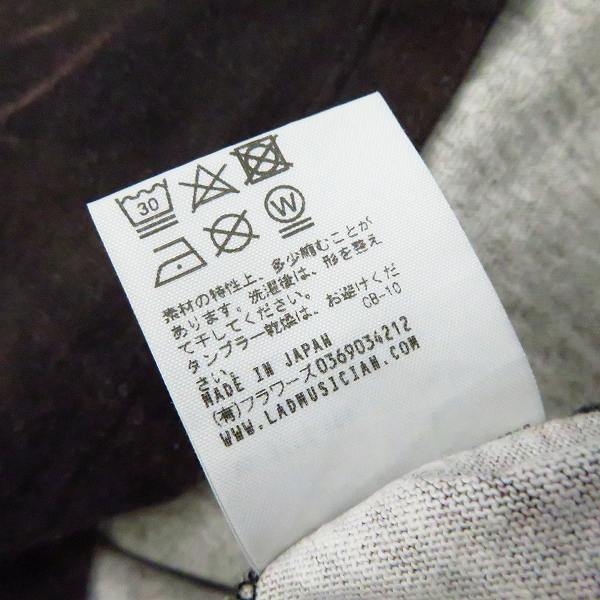 30
W
素材の特性上、多少縮むことが
あります。洗濯後は、形を整え
て干してください。
タンブラー乾燥は、お避けくだ
さい。
CB-10
MADE IN JAPAN
(有)フラワーズ0369034212
WWW.LADMUSICIAN.COM